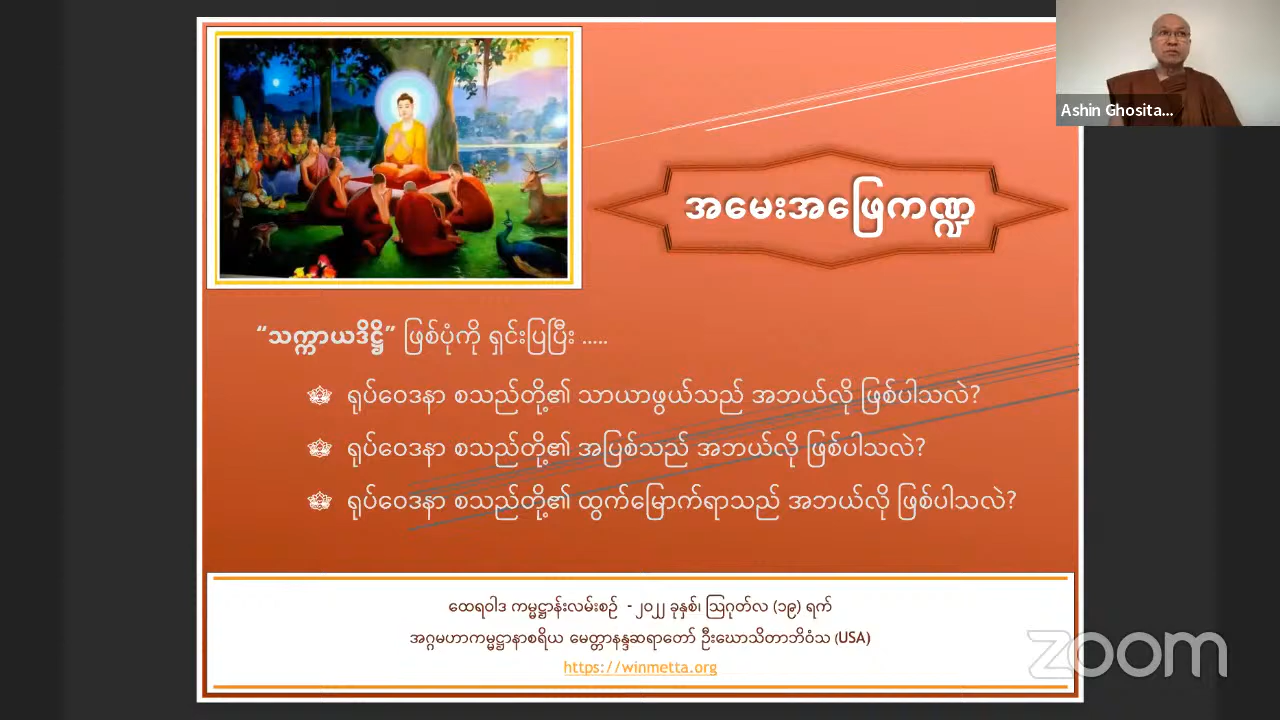 Ashin Ghosita...
အမေးအဖြေကဏ္ဍ
“သက္ကာယဒိဋ္ဌိ” ဖြစ်ပုံကို ရှင်းပြပြီး .....
ရုပ်ဝေဒနာ စသည်တို့၏ သာယာဖွယ်သည် အဘယ်လို ဖြစ်ပါသလဲ?
ရုပ်ဝေဒနာ စသည်တို့၏ အပြစ်သည် အဘယ်လို ဖြစ်ပါသလဲ?
ရုပ်ဝေဒနာ စသည်တို့၏ ထွက်မြောက်ရာသည် အဘယ်လို ဖြစ်ပါသလဲ?
ထေရဝါဒ ကမ္မဋ္ဌာန်းလမ်းစဉ် - ၂၀၂၂ ခုနှစ်၊ ဩဂုတ်လ (၁၉) ရက်
အဂ္ဂမဟာကမ္မဋ္ဌာနာစရိယ မေတ္တာနန္ဒဆရာတော် ဦးဃောသိတာဘိဝံသ (USA)
https://winmetta.org
zoom